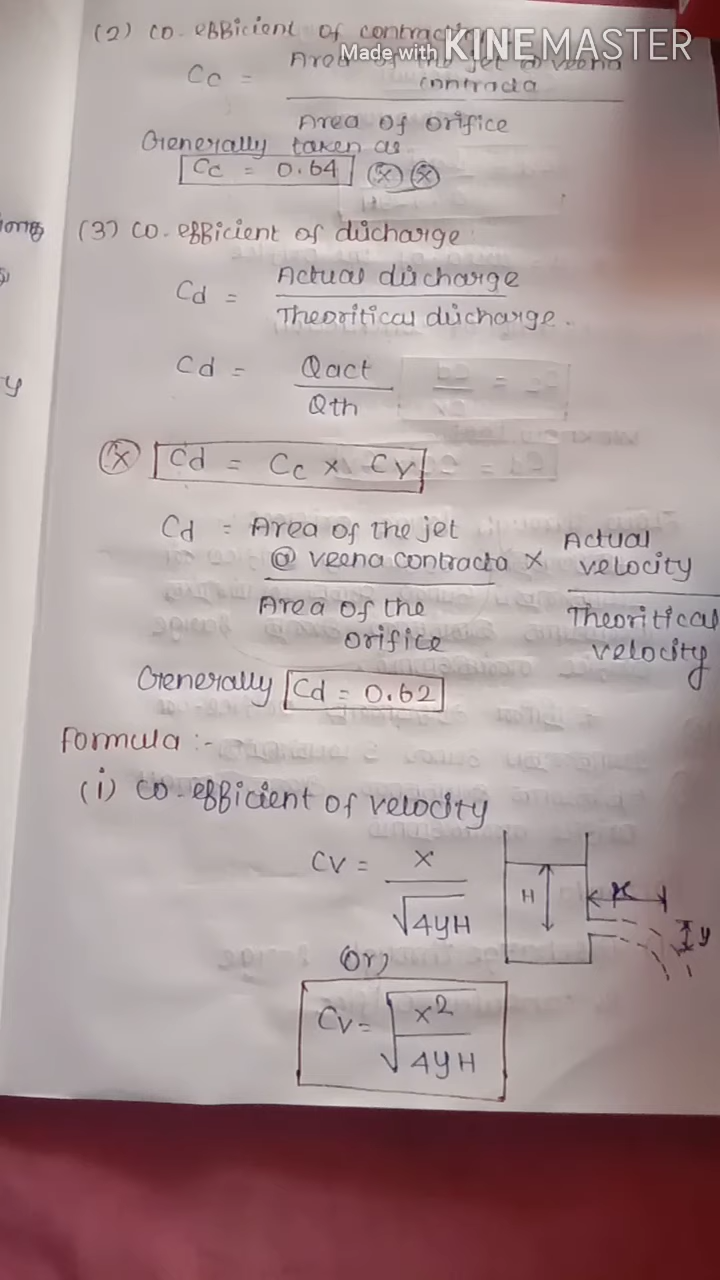 (2) co-efficient of contraction
Made with KINEMASTER
Cc = Area of the jet @ veena contracta / Area of orifice
Generally taken as
Cc = 0.64
(3) co-efficient of discharge
Cd = Actual discharge / Theoritical discharge.
Cd = Qact / Qth
Cd = Cc x Cv
Cd = Area of the jet @ veena contracta / Area of the orifice x Actual velocity / Theoritical velocity
Generally Cd = 0.62
Formula :-
(i) co-efficient of velocity
Cv = x / √4yH
(or)
Cv = √x2 / 4yH
H
x
y